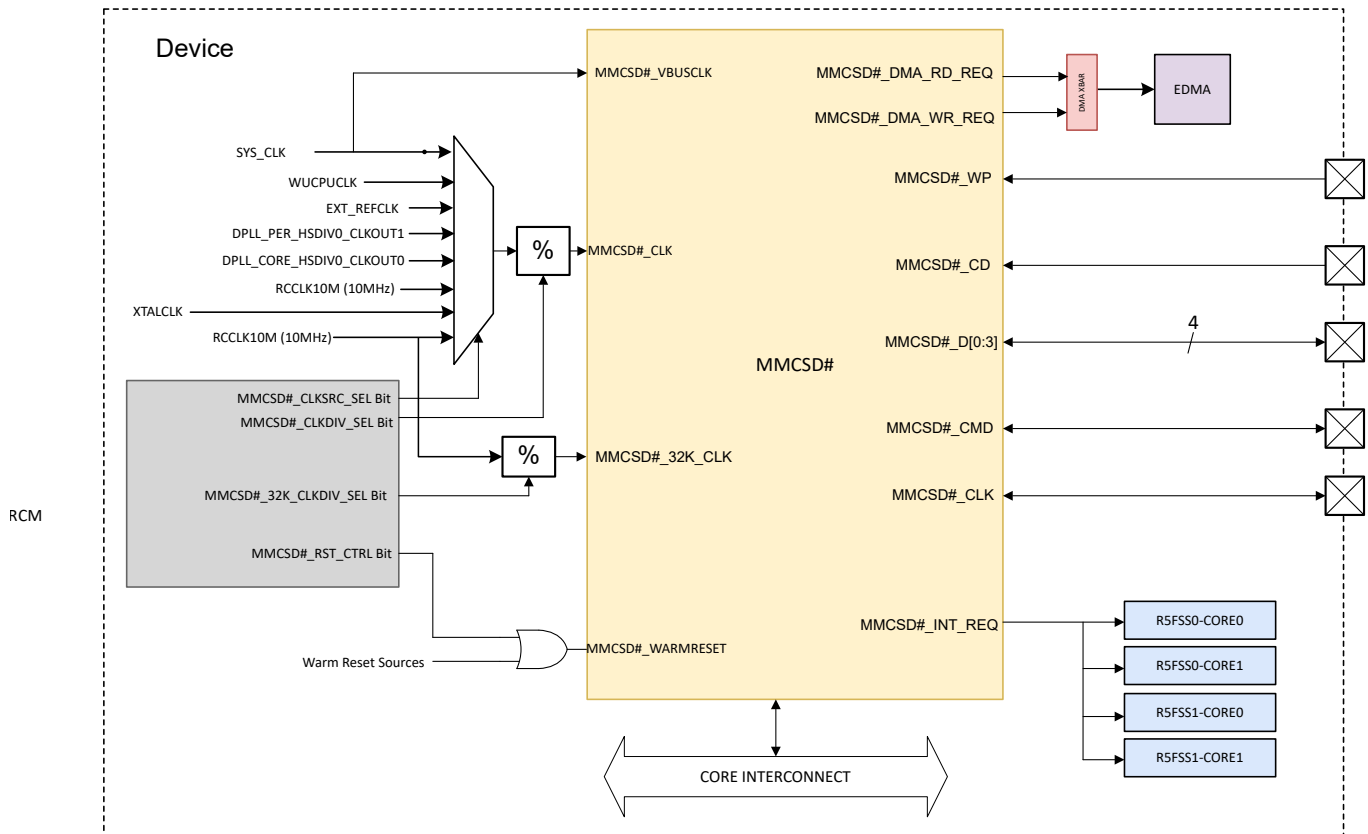 Device
MMCSD#_VBUSCLK
SYS_CLK
WUCPUCLK
EXT_REFCLK
DPLL_PER_HSDIV0_CLKOUT1
DPLL_CORE_HSDIV0_CLKOUT0
RCCLK10M (10MHz)
XTALCLK
RCCLK10M (10MHz)
%
MMCSD#_CLK
MMCSD#_CLKSRC_SEL Bit
MMCSD#_CLKDIV_SEL Bit
%
MMCSD#_32K_CLK
MMCSD#_32K_CLKDIV_SEL Bit
RCM
MMCSD#_RST_CTRL Bit
Warm Reset Sources
MMCSD#_WARMRESET
MMCSD#
MMCSD#_DMA_RD_REQ
MMCSD#_DMA_WR_REQ
DMA XBAR
EDMA
MMCSD#_WP
MMCSD#_CD
MMCSD#_D[0:3]
4
MMCSD#_CMD
MMCSD#_CLK
MMCSD#_INT_REQ
R5FSS0-CORE0
R5FSS0-CORE1
R5FSS1-CORE0
R5FSS1-CORE1
CORE INTERCONNECT